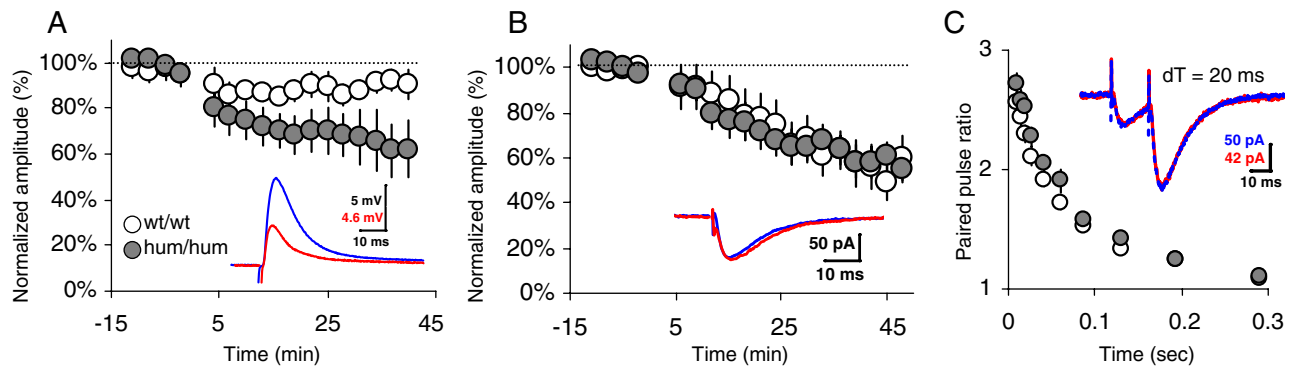 A
Normalized amplitude (%)
100%
80%
60%
40%
20%
0%
-15
5
25
45
Time (min)
wt/wt
hum/hum
5 mV
4.6 mV
10 ms
B
Normalized amplitude (%)
100%
80%
60%
40%
20%
0%
-15
5
25
45
Time (min)
50 pA
10 ms
C
Paired pulse ratio
3
2
1
0
0.1
0.2
0.3
Time (sec)
dT = 20 ms
50 pA
42 pA
10 ms